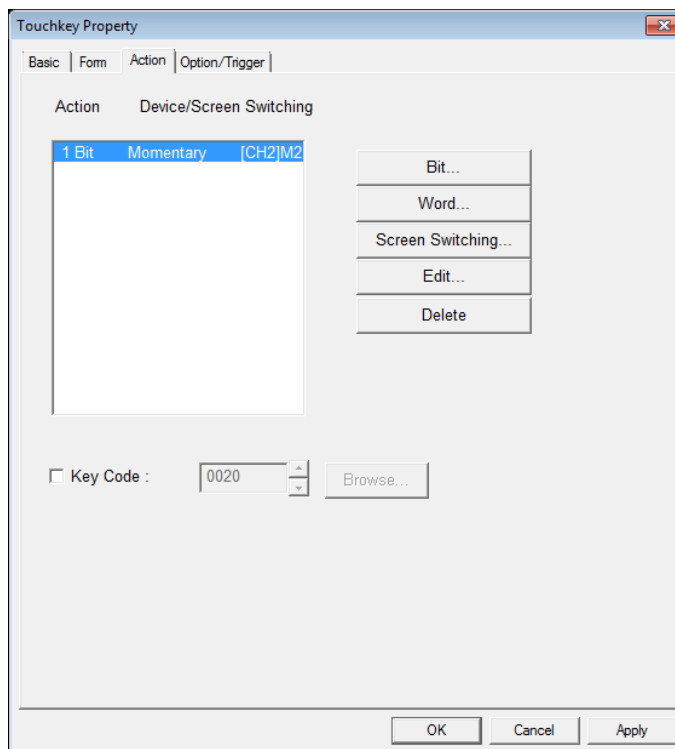 Touchkey Property
Basic Form Action Option/Trigger
Action Device/Screen Switching
1 Bit Momentary [CH2]M2
Bit...
Word...
Screen Switching...
Edit...
Delete
Key Code : 0020 Browse...
OK Cancel Apply